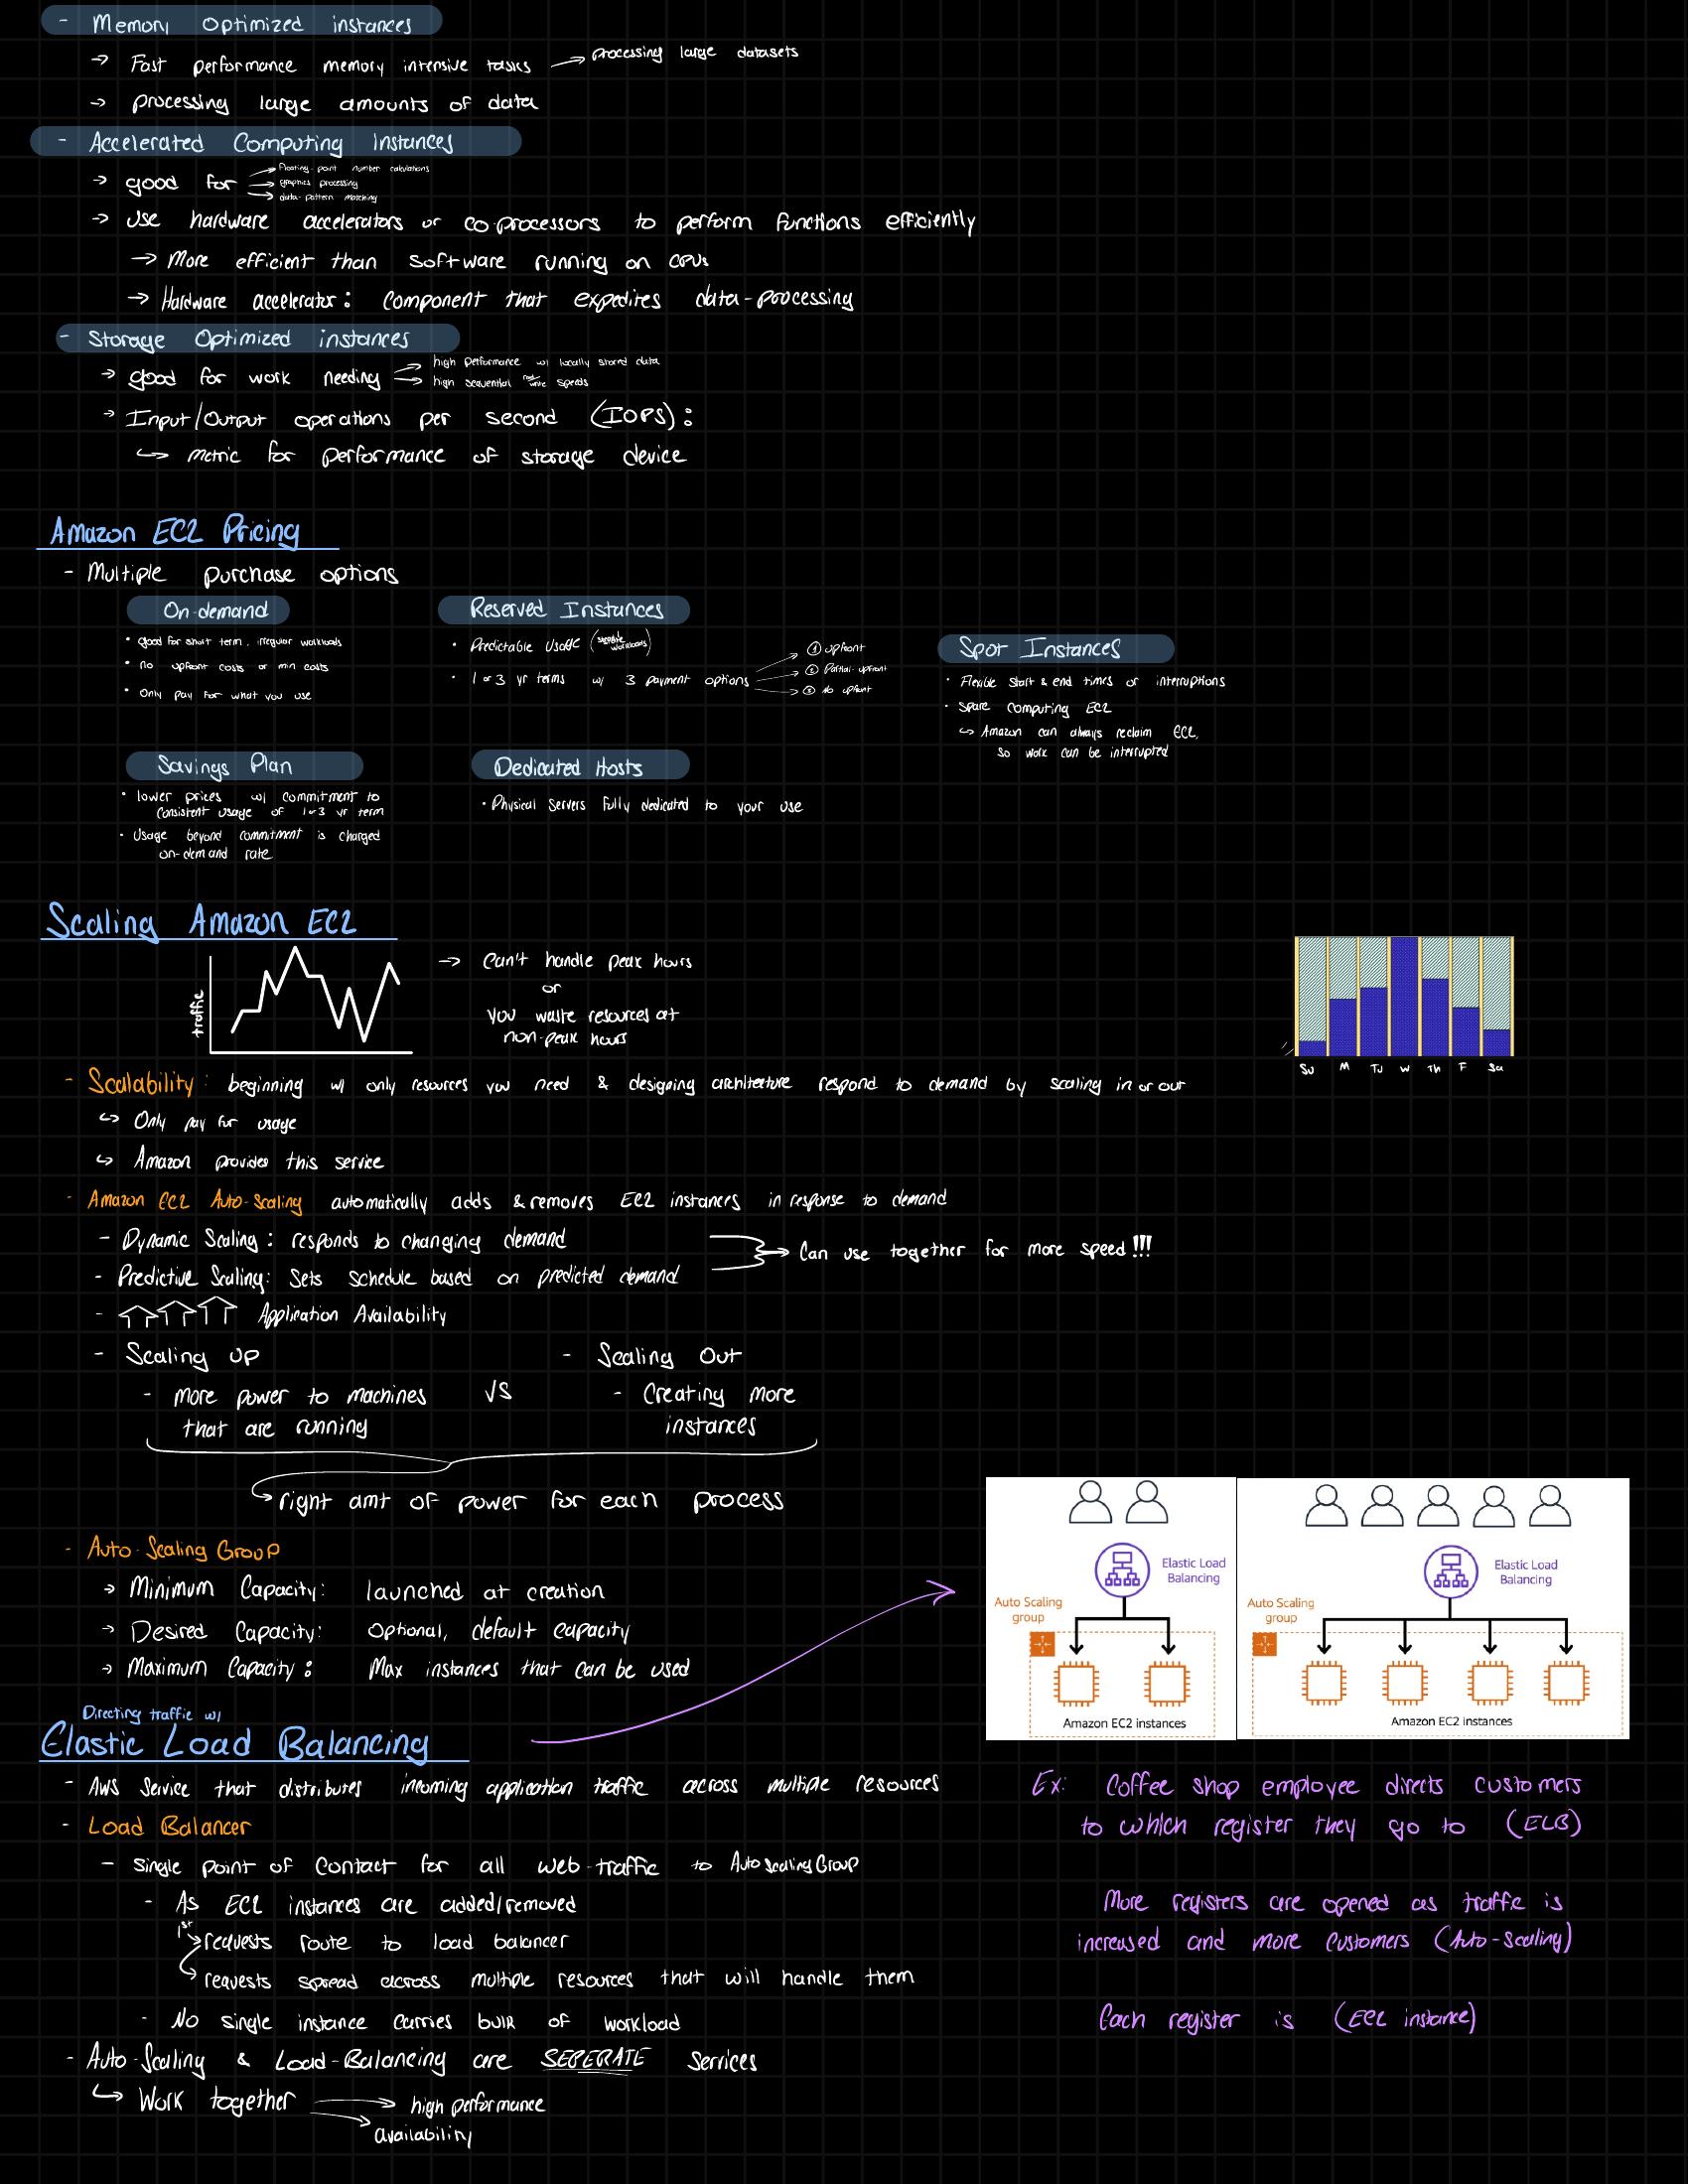 - Memory Optimized instances
→ Fast performance memory intensive tasks → processing large datasets
→ processing large amounts of data
- Accelerated Computing Instances
→ good for → floating-point number calculations
→ graphics processing
→ data-pattern matching
→ Use hardware accelerators or co-processors to perform functions efficiently
→ More efficient than software running on CPUs
→ Hardware accelerator: component that expedites data-processing
- Storage Optimized instances
→ good for work needing → high performance w/ locally stored data
→ high sequential read write speeds
→ Input/Output operations per second (IOPS):
↪ metric for performance of storage device
Amazon EC2 Pricing
- Multiple purchase options
On-demand
• good for short term, irregular workloads
• no upfront costs or min costs
• Only pay for what you use
Reserved Instances
• Predictable Usage (steady workloads)
• 1 or 3 yr terms w/ 3 payment options
→ ① upfront
→ ② Partial-upfront
→ ③ No upfront
Spot Instances
• Flexible start & end times or interruptions
• Spare Computing EC2
↪ Amazon can always reclaim EC2,
so work can be interrupted
Savings Plan
• lower prices w/ commitment to
consistent usage of 1 or 3 yr term
• Usage beyond commitment is charged
on-demand rate
Dedicated Hosts
• Physical Servers fully dedicated to your use
Scaling Amazon EC2
traffic
→ Can't handle peak hours
or
you waste resources at
non-peak hours
Su M Tu W Th F Sa
- Scalability: beginning w/ only resources you need & designing architecture respond to demand by scaling in or out
↪ Only pay for usage
↪ Amazon provides this service
- Amazon EC2 Auto-Scaling automatically adds & removes EC2 instances in response to demand
- Dynamic Scaling: responds to changing demand
- Predictive Scaling: Sets schedule based on predicted demand
→ Can use together for more speed!!!
- ⇧⇧⇧ Application Availability
- Scaling Up
- more power to machines
that are running
VS
- Scaling Out
- Creating more
instances
→ right amt of power for each process
- Auto-Scaling Group
→ Minimum Capacity: launched at creation
→ Desired Capacity: Optional, default capacity
→ Maximum Capacity: Max instances that can be used
Elastic Load
Balancing
Auto Scaling
group
Amazon EC2 instances
Elastic Load
Balancing
Auto Scaling
group
Amazon EC2 instances
Directing traffic w/
Elastic Load Balancing
- AWS Service that distributes incoming application traffic across multiple resources
- Load Balancer
- Single point of contact for all web-traffic to Auto Scaling Group
- As EC2 instances are added/removed
1st → requests route to load balancer
→ requests spread across multiple resources that will handle them
- No single instance carries bulk of workload
- Auto-Scaling & Load-Balancing are SEPERATE services
↪ Work together → high performance
→ availability
Ex: Coffee shop employee directs customers
to which register they go to (ELB)
More registers are opened as traffic is
increased and more customers (Auto-scaling)
Each register is (EC2 instance)